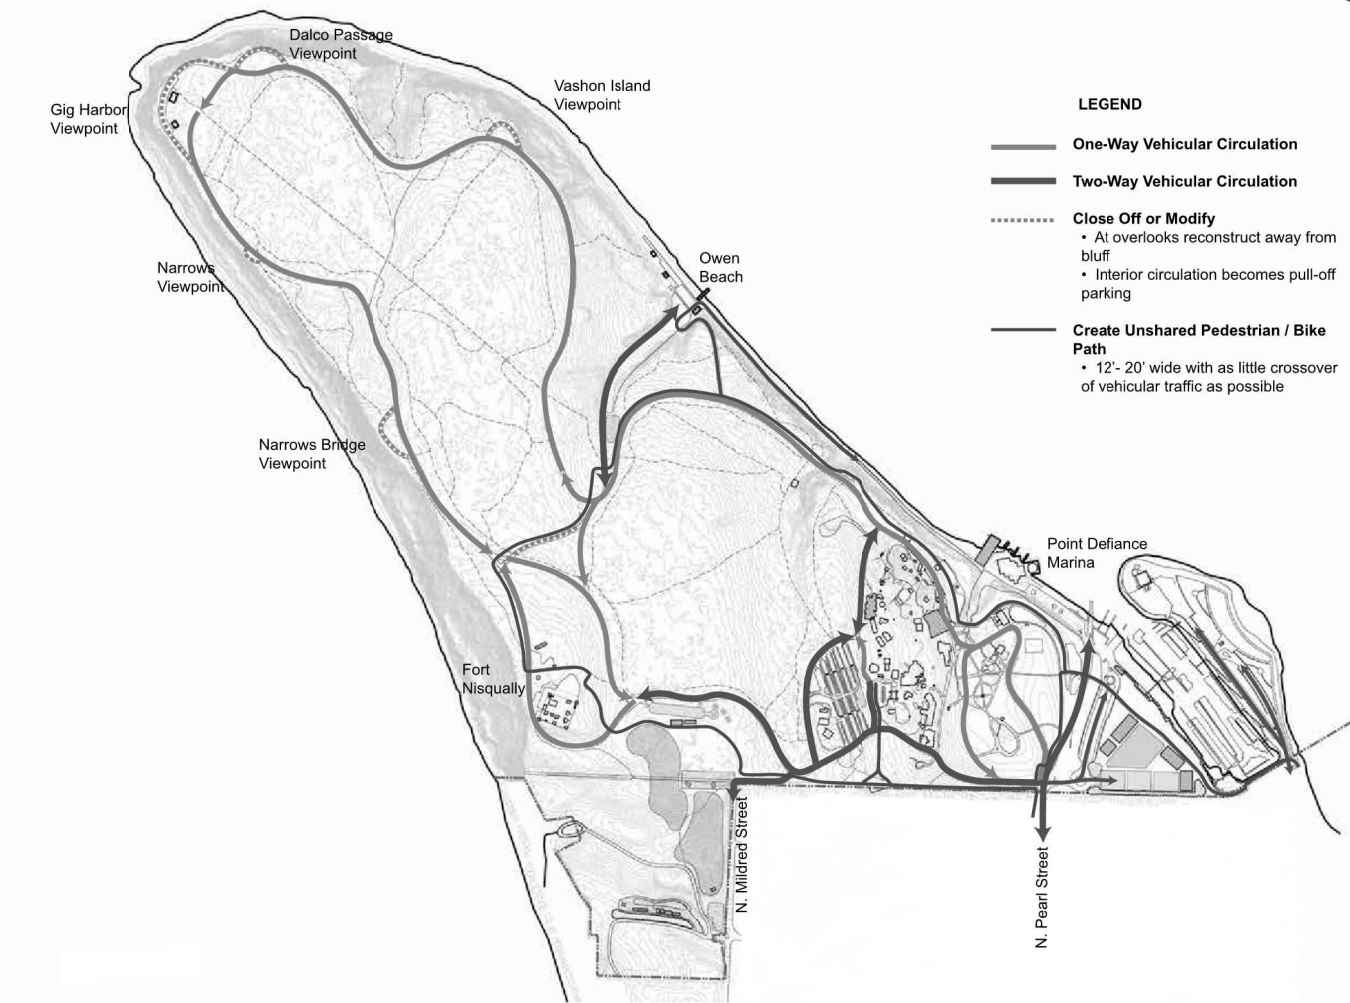 Dalco Passage
Viewpoint
Vashon Island
Viewpoint
Gig Harbor
Viewpoint
LEGEND
One-Way Vehicular Circulation
Two-Way Vehicular Circulation
Close Off or Modify
• At overlooks reconstruct away from
bluff
• Interior circulation becomes pull-off
parking
Create Unshared Pedestrian / Bike
Path
• 12'- 20' wide with as little crossover
of vehicular traffic as possible
Owen
Beach
Narrows
Viewpoint
Narrows Bridge
Viewpoint
Point Defiance
Marina
Fort
Nisqually
N. Mildred Street
N. Pearl Street